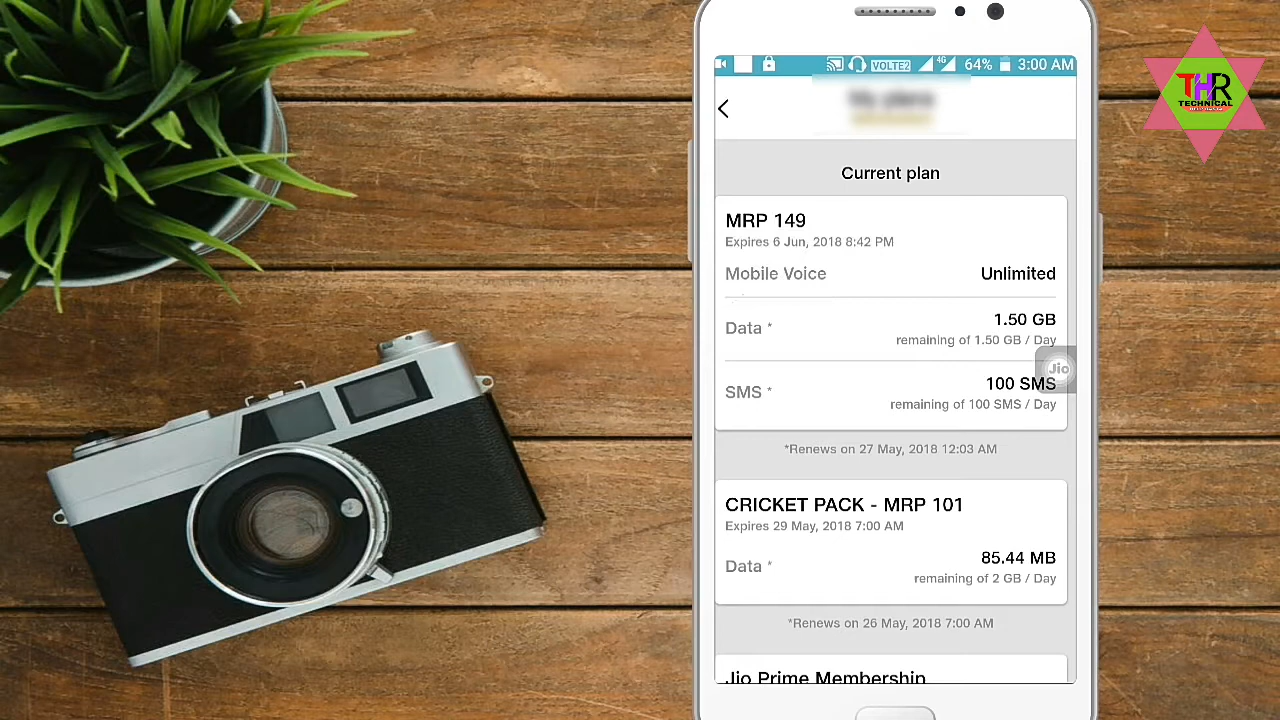 VOLTE2 4G 64% 3:00 AM
Current plan
MRP 149
Expires 6 Jun, 2018 8:42 PM
Mobile Voice Unlimited
Data * 1.50 GB
remaining of 1.50 GB / Day
SMS * 100 SMS
remaining of 100 SMS / Day
Jio
*Renews on 27 May, 2018 12:03 AM
CRICKET PACK - MRP 101
Expires 29 May, 2018 7:00 AM
Data * 85.44 MB
remaining of 2 GB / Day
*Renews on 26 May, 2018 7:00 AM
Jio Prime Membership
THR
TECHNICAL